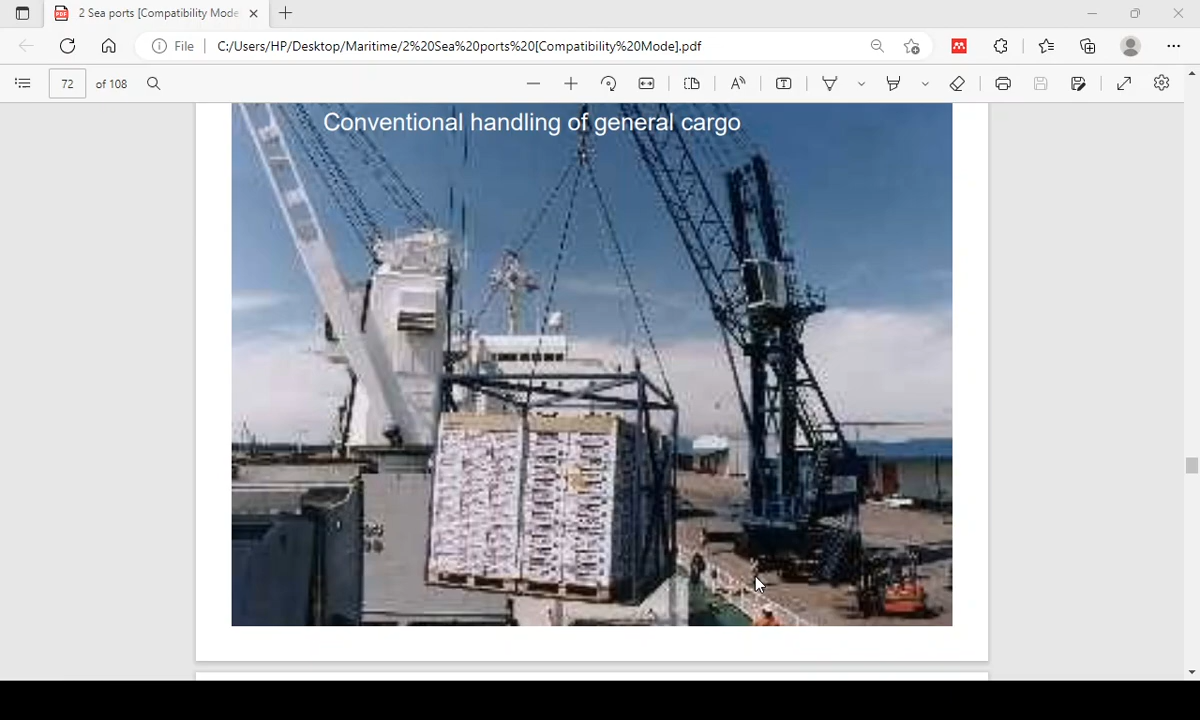 2 Sea ports [Compatibility Mode
File
C:/Users/HP/Desktop/Maritime/2%20Sea%20ports%20[Compatibility%20Mode].pdf
72 of 108
Conventional handling of general cargo